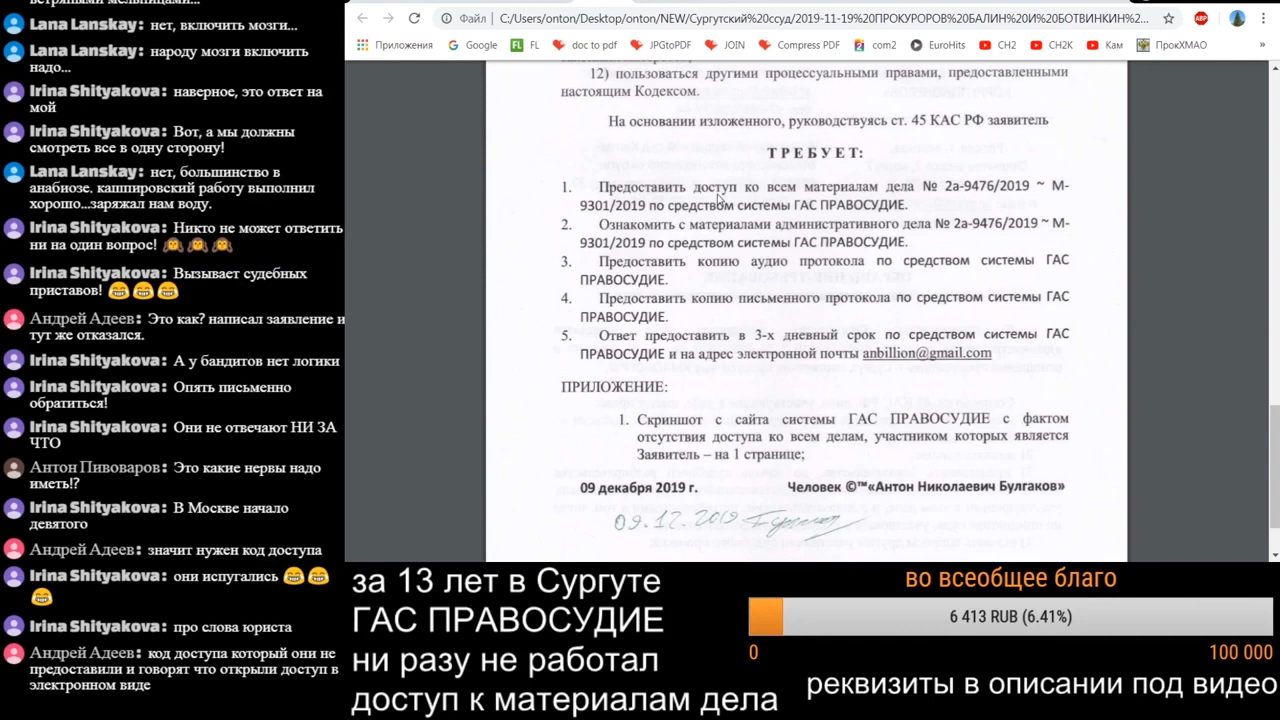 ветряными мельницами...
Lana Lanskay: нет, включить мозги...
Lana Lanskay: народу мозги включить
надо...
Irina Shityakova: наверное, это ответ на
мой
Irina Shityakova: Вот, а мы должны
смотреть все в одну сторону!
Lana Lanskay: нет, большинство в
анабиозе. кашпировский работу выполнил
хорошо...заряжал нам воду.
Irina Shityakova: Никто не может ответить
ни на один вопрос! 🙈🙈🙈
Irina Shityakova: Вызывает судебных
приставов! 😂😂😂
Андрей Адеев: Это как? написал заявление и
тут же отказался.
Irina Shityakova: А у бандитов нет логики
Irina Shityakova: Опять письменно
обратиться!
Irina Shityakova: Они не отвечают НИ ЗА
ЧТО
Антон Пивоваров: Это какие нервы надо
иметь!?
Irina Shityakova: В Москве начало
девятого
Андрей Адеев: значит нужен код доступа
Irina Shityakova: они испугались 😂😂
😂
Irina Shityakova: про слова юриста
Андрей Адеев: код доступа который они не
предоставили и говорят что открыли доступ в
электронном виде
Файл | C:/Users/onton/Desktop/onton/NEW/Сургутский%20ссуд/2019-11-19%20ПРОКУРОРОВ%20БАЛИН%20И%20БОТВИНКИН%...
Приложения Google FL doc to pdf JPGtoPDF JOIN Compress PDF com2 EuroHits CH2 CH2K Кам ПрокХМАО »
12) пользоваться другими процессуальными правами, предоставленными
настоящим Кодексом.
На основании изложенного, руководствуясь ст. 45 КАС РФ заявитель
Т Р Е Б У Е Т:
1. Предоставить доступ ко всем материалам дела № 2а-9476/2019 ~ М-
9301/2019 по средством системы ГАС ПРАВОСУДИЕ.
2. Ознакомить с материалами административного дела № 2а-9476/2019 ~ М-
9301/2019 по средством системы ГАС ПРАВОСУДИЕ.
3. Предоставить копию аудио протокола по средством системы ГАС
ПРАВОСУДИЕ.
4. Предоставить копию письменного протокола по средством системы ГАС
ПРАВОСУДИЕ.
5. Ответ предоставить в 3-х дневный срок по средством системы ГАС
ПРАВОСУДИЕ и на адрес электронной почты anbillion@gmail.com
ПРИЛОЖЕНИЕ:
1. Скриншот с сайта системы ГАС ПРАВОСУДИЕ с фактом
отсутствия доступа ко всем делам, участником которых является
Заявитель – на 1 странице;
09 декабря 2019 г. Человек ©™«Антон Николаевич Булгаков»
09.12.2019
за 13 лет в Сургуте
ГАС ПРАВОСУДИЕ
ни разу не работал
доступ к материалам дела
во всеобщее благо
6 413 RUB (6.41%)
0 100 000
реквизиты в описании под видео